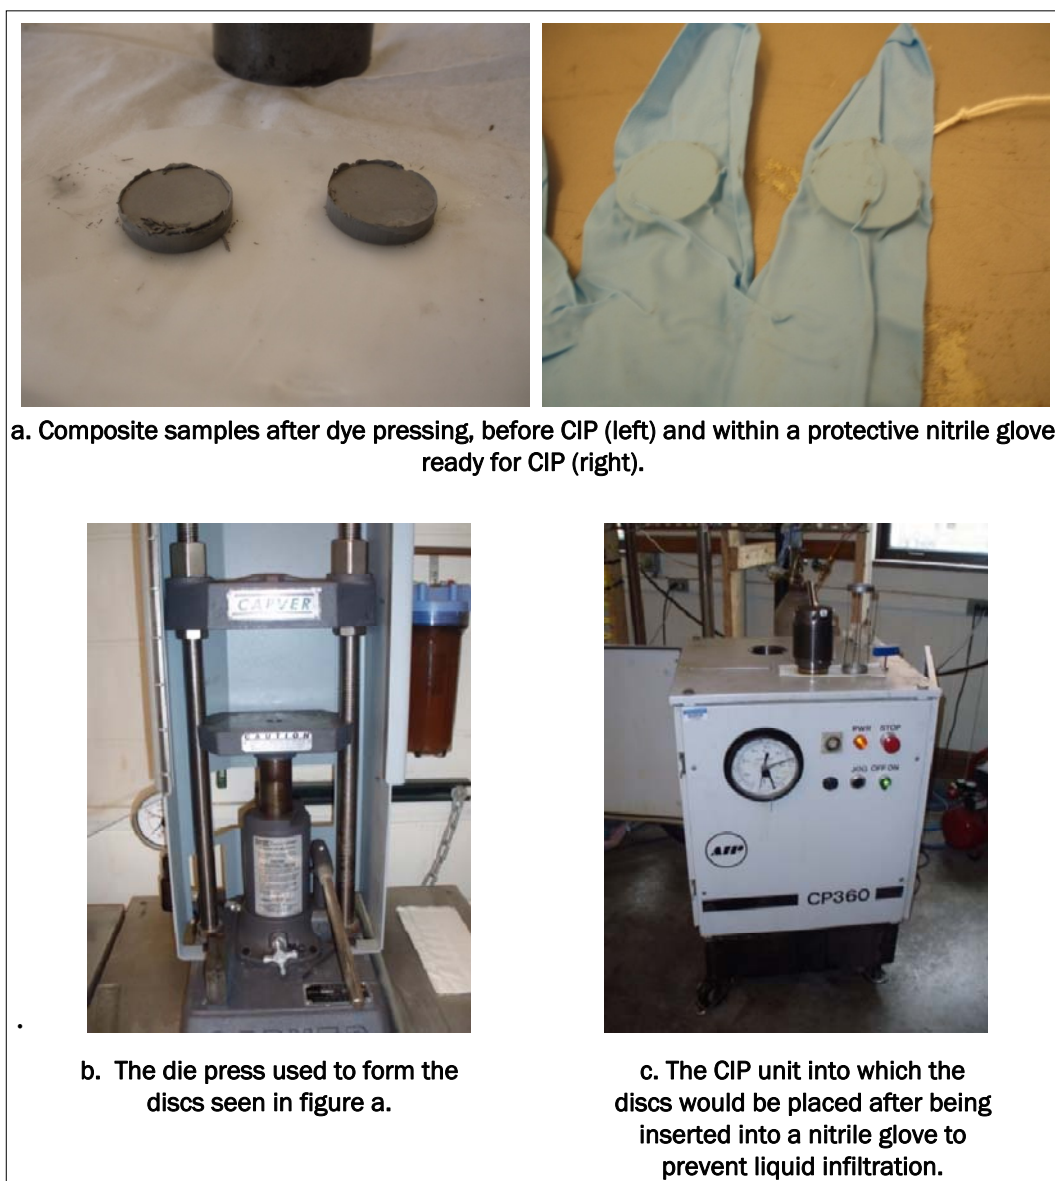 a. Composite samples after dye pressing, before CIP (left) and within a protective nitrile glove
ready for CIP (right).
CARVER
CAUTION
PWR STOP
JOG OFF ON
AIP
CP360
.
b. The die press used to form the
discs seen in figure a.
c. The CIP unit into which the
discs would be placed after being
inserted into a nitrile glove to
prevent liquid infiltration.